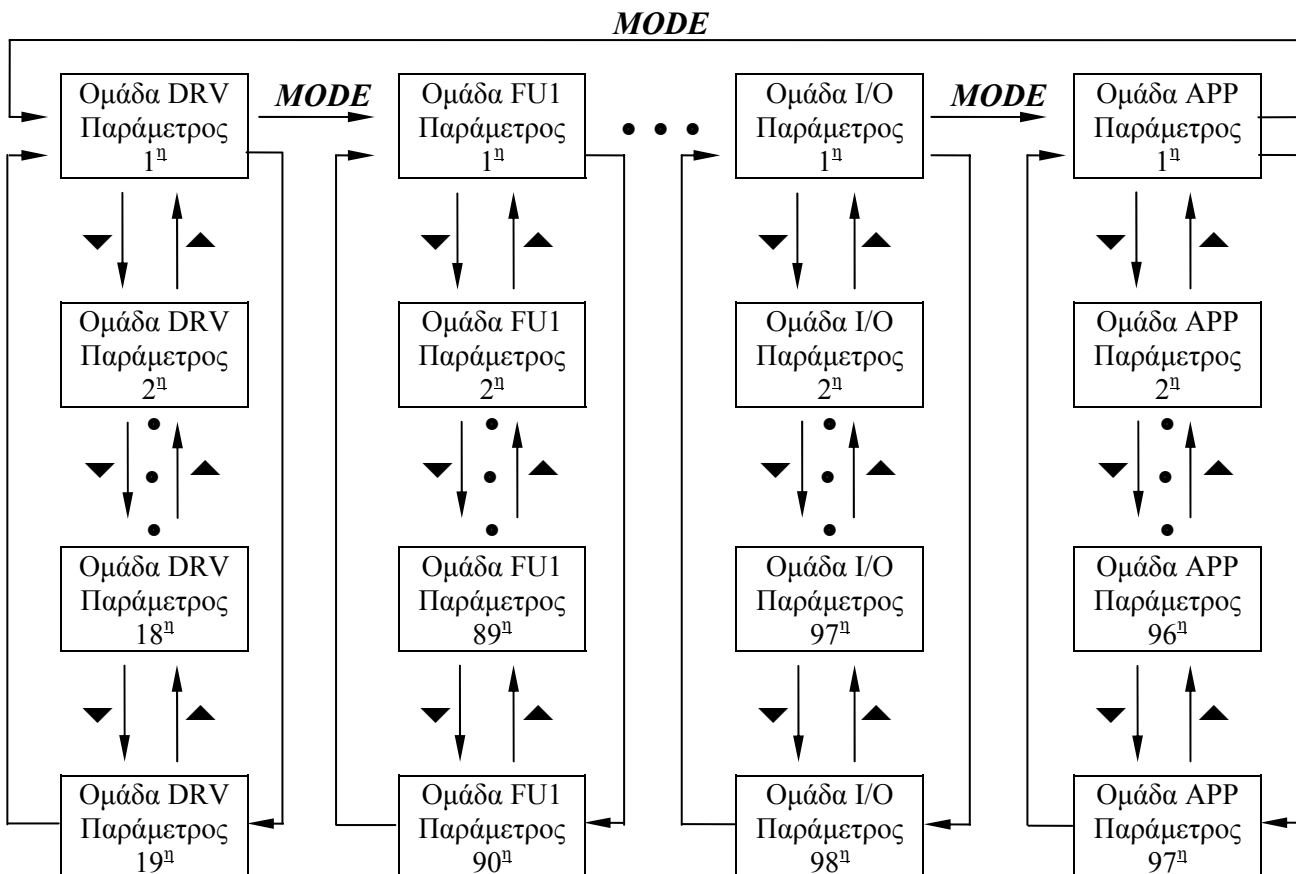 MODE
Ομάδα DRV
Παράμετρος
1η
MODE
Ομάδα FU1
Παράμετρος
1η
Ομάδα I/O
Παράμετρος
1η
MODE
Ομάδα APP
Παράμετρος
1η
Ομάδα DRV
Παράμετρος
2η
Ομάδα FU1
Παράμετρος
2η
Ομάδα I/O
Παράμετρος
2η
Ομάδα APP
Παράμετρος
2η
Ομάδα DRV
Παράμετρος
18η
Ομάδα FU1
Παράμετρος
89η
Ομάδα I/O
Παράμετρος
97η
Ομάδα APP
Παράμετρος
96η
Ομάδα DRV
Παράμετρος
19η
Ομάδα FU1
Παράμετρος
90η
Ομάδα I/O
Παράμετρος
98η
Ομάδα APP
Παράμετρος
97η